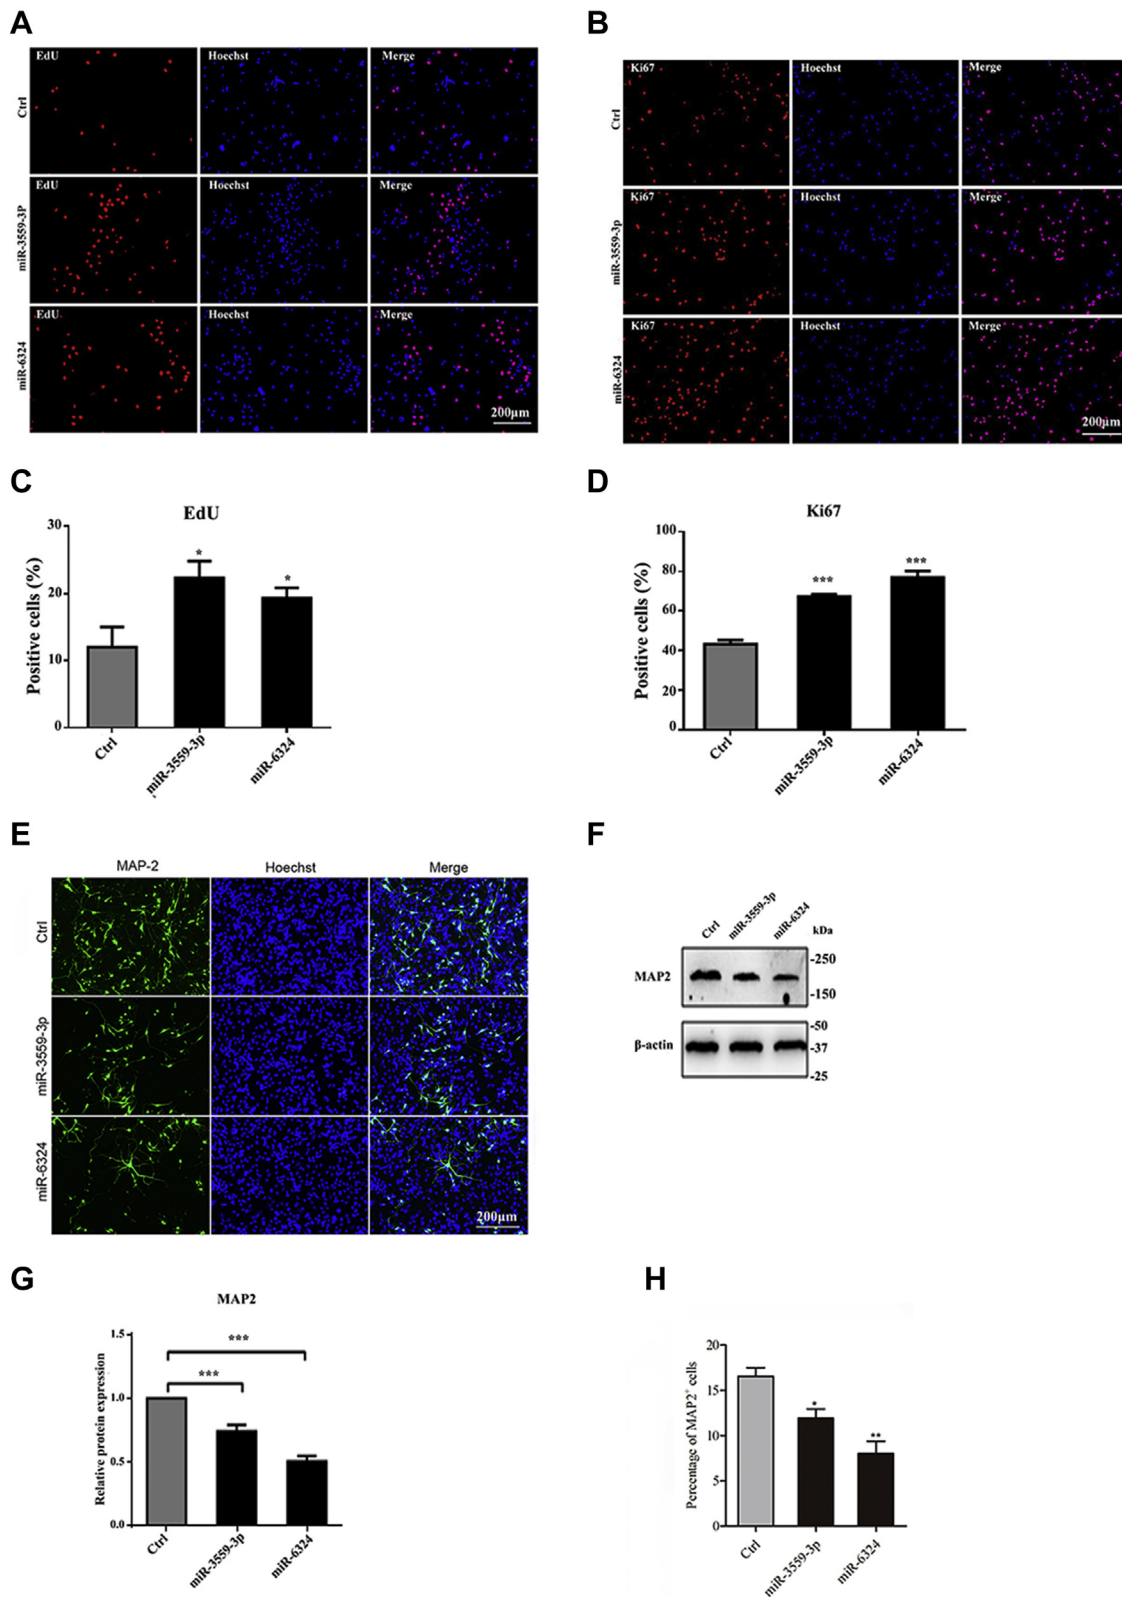 A
EdU Hoechst Merge
Ctrl
EdU Hoechst Merge
miR-3559-3P
EdU Hoechst Merge
miR-6324
200μm
B
Ki67 Hoechst Merge
Ctrl
Ki67 Hoechst Merge
miR-3559-3p
Ki67 Hoechst Merge
miR-6324
200μm
C
EdU
Positive cells (%)
30
20
10
0
*
*
Ctrl
miR-3559-3p
miR-6324
D
Ki67
Positive cells (%)
100
80
60
40
20
0
***
***
Ctrl
miR-3559-3p
miR-6324
E
MAP-2 Hoechst Merge
Ctrl
miR-3559-3p
miR-6324
200μm
F
Ctrl miR-3559-3p miR-6324 kDa
MAP2
-250
-150
β-actin
-50
-37
-25
G
MAP2
Relative protein expression
1.5
1.0
0.5
0.0
***
***
Ctrl
miR-3559-3p
miR-6324
H
Percentage of MAP2⁺ cells
20
15
10
5
0
*
**
Ctrl
miR-3559-3p
miR-6324